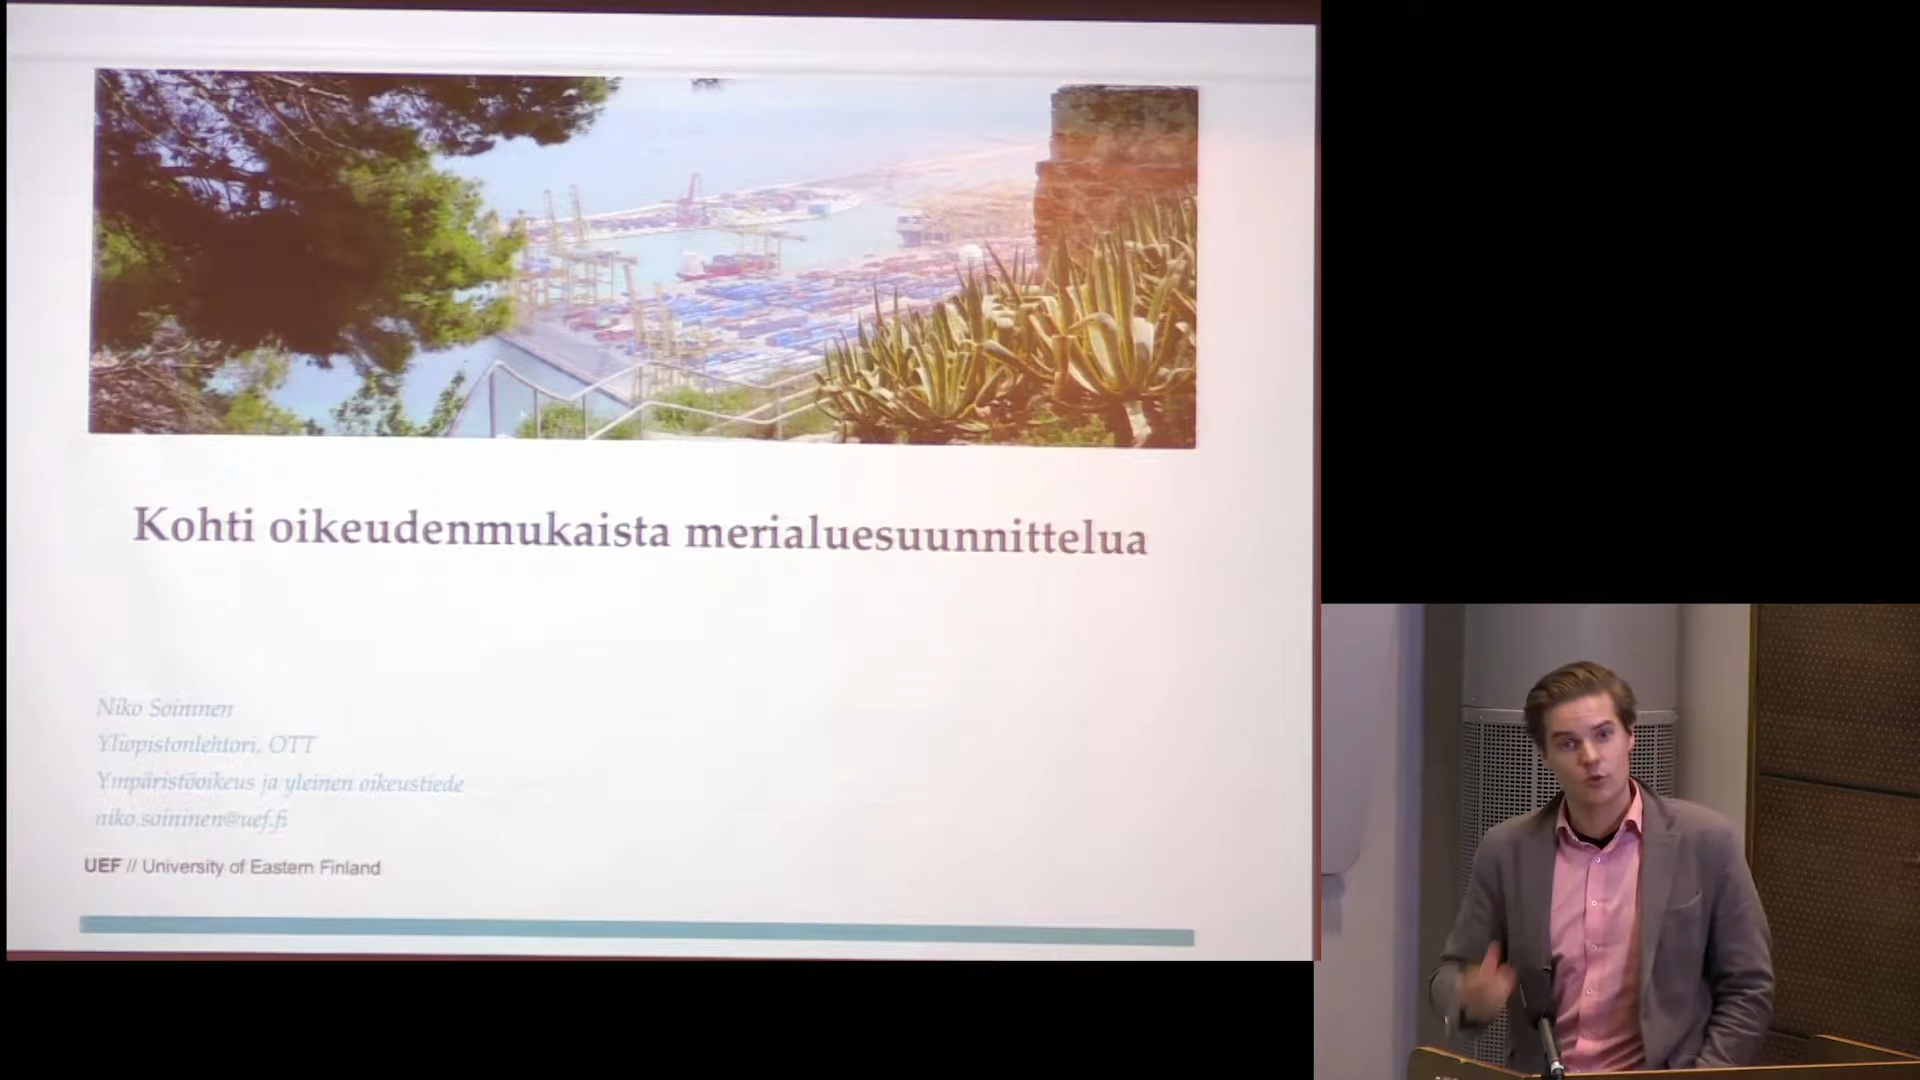 Kohti oikeudenmukaista merialuesuunnittelua
Niko Soininen
Yliopistonlehtori, OTT
Ympäristöoikeus ja yleinen oikeustiede
niko.soininen@uef.fi
UEF // University of Eastern Finland